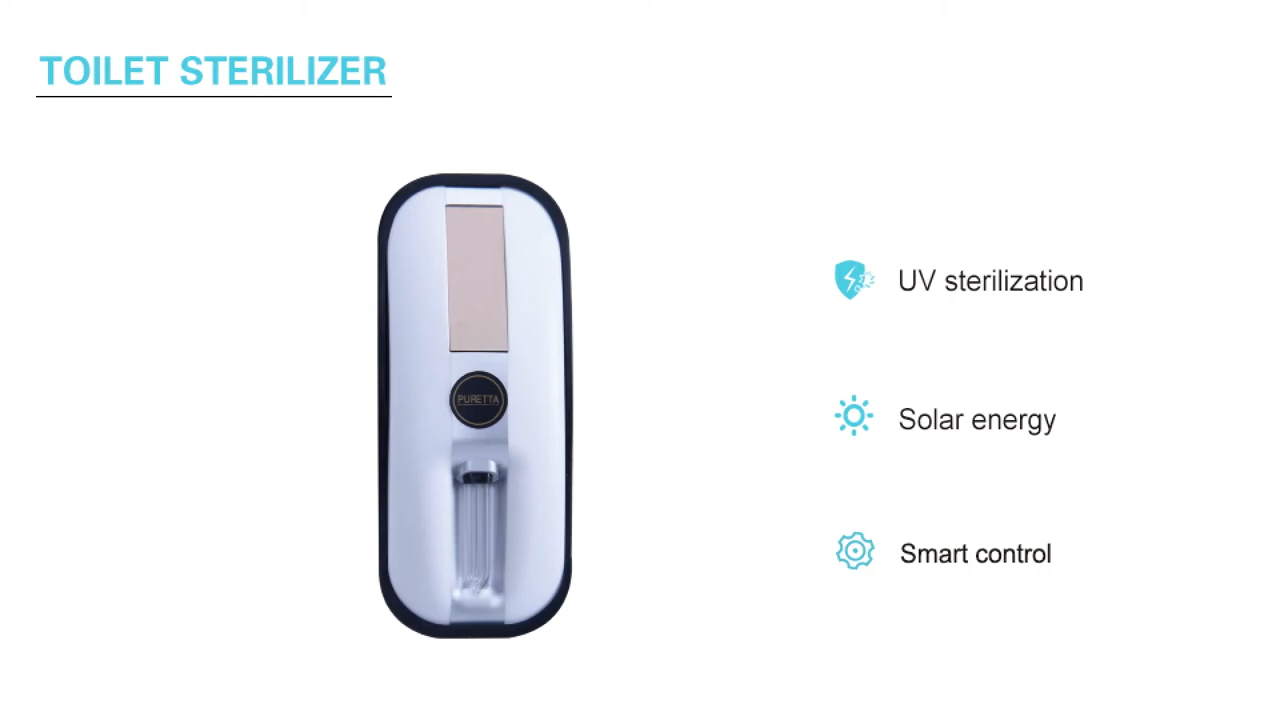 TOILET STERILIZER
PURETTA
UV sterilization
Solar energy
Smart control